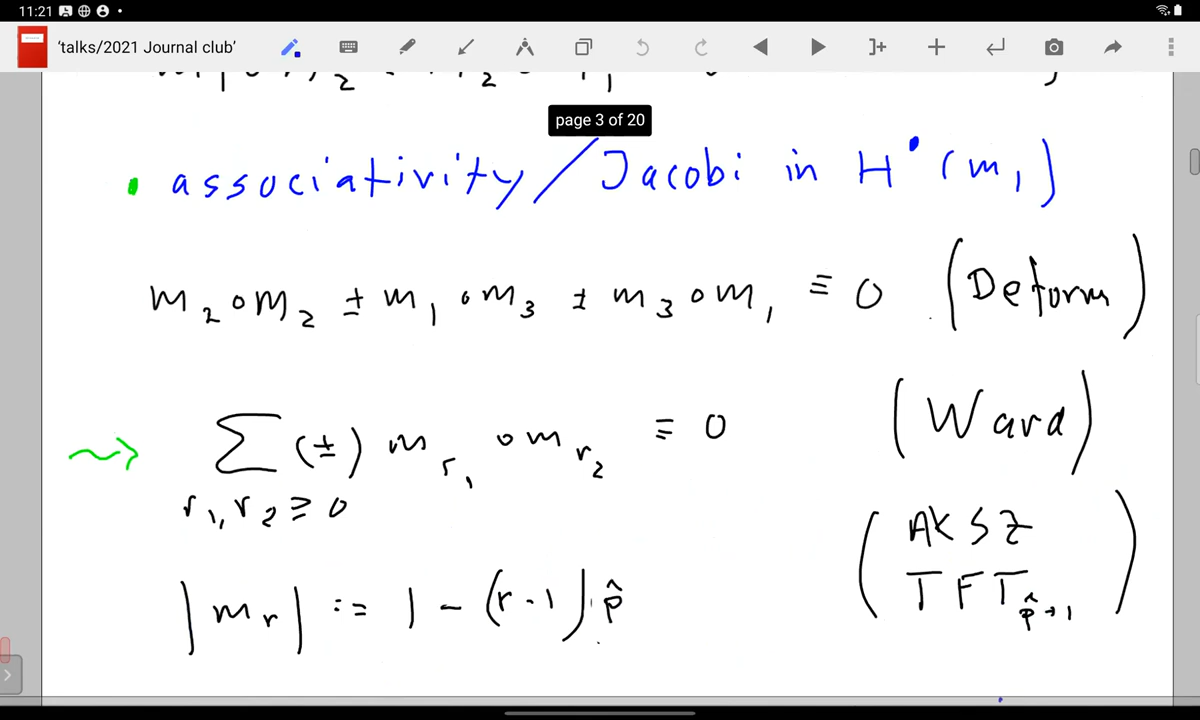 11:21
'talks/2021 Journal club'
page 3 of 20
• associativity/Jacobi in H•(m₁)
m₂∘m₂ ± m₁∘m₃ ± m₃∘m₁ ≡ 0 (Deform)
⇝ Σ (±) m_{r₁}∘m_{r₂} ≡ 0 (Ward)
r₁,r₂ ≥ 0
|m_r| := 1 - (r-1)·p̂ (AKSZ
TFT_{p̂+1})